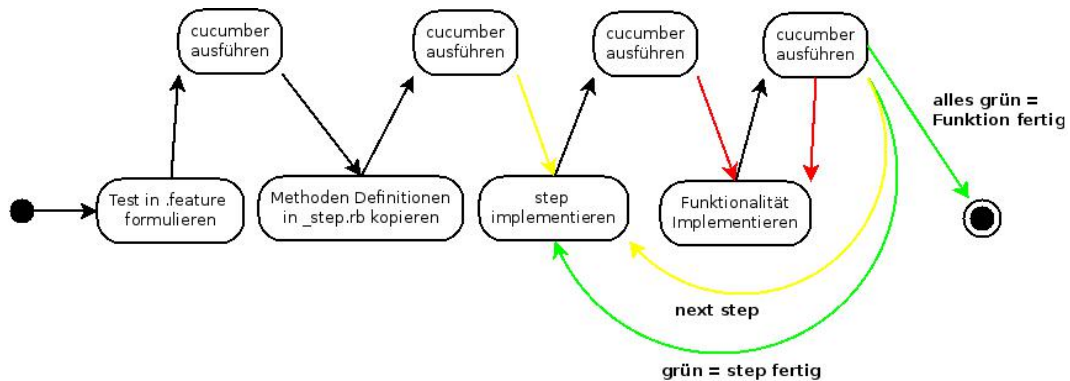 cucumber
ausführen
cucumber
ausführen
cucumber
ausführen
cucumber
ausführen
alles grün =
Funktion fertig
Test in .feature
formulieren
Methoden Definitionen
in _step.rb kopieren
step
implementieren
Funktionalität
Implementieren
next step
grün = step fertig